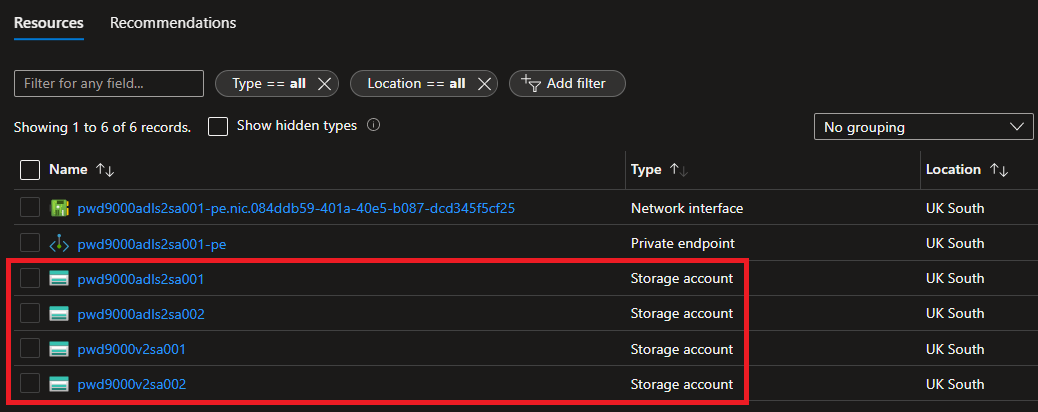 Resources Recommendations
Filter for any field... Type == all Location == all Add filter
Showing 1 to 6 of 6 records. Show hidden types No grouping
Name Type Location
pwd9000adls2sa001-pe.nic.084ddb59-401a-40e5-b087-dcd345f5cf25 Network interface UK South
pwd9000adls2sa001-pe Private endpoint UK South
pwd9000adls2sa001 Storage account UK South
pwd9000adls2sa002 Storage account UK South
pwd9000v2sa001 Storage account UK South
pwd9000v2sa002 Storage account UK South